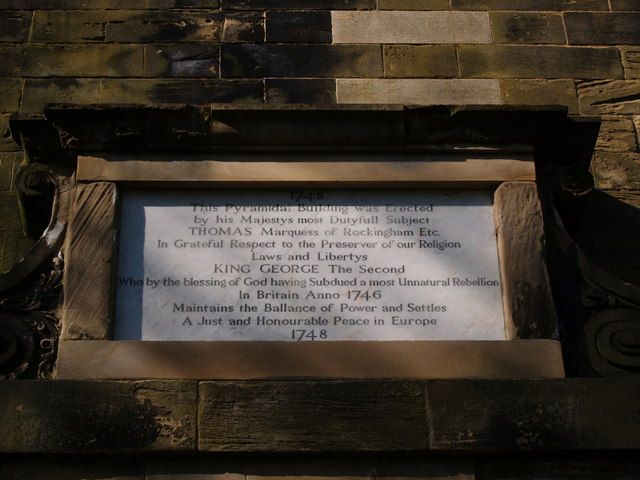 1748
This Pyramidal Building was Erected
by his Majestys most Dutyfull Subject
THOMAS Marquess of Rockingham Etc.
In Grateful Respect to the Preserver of our Religion
Laws and Libertys
KING GEORGE The Second
Who by the blessing of God having Subdued a most Unnatural Rebellion
In Britain Anno 1746
Maintains the Ballance of Power and Settles
A Just and Honourable Peace in Europe
1748